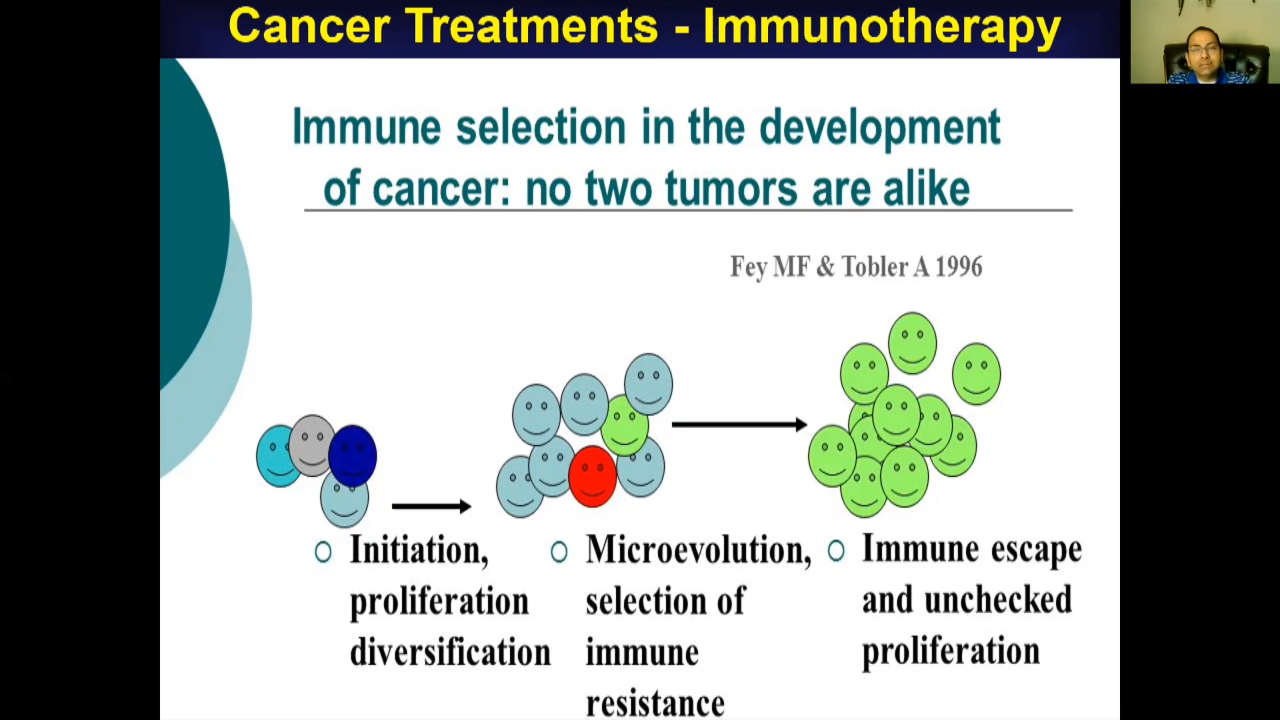 Cancer Treatments - Immunotherapy
Immune selection in the development
of cancer: no two tumors are alike
Fey MF & Tobler A 1996
Initiation,
proliferation
diversification
Microevolution,
selection of
immune
resistance
Immune escape
and unchecked
proliferation